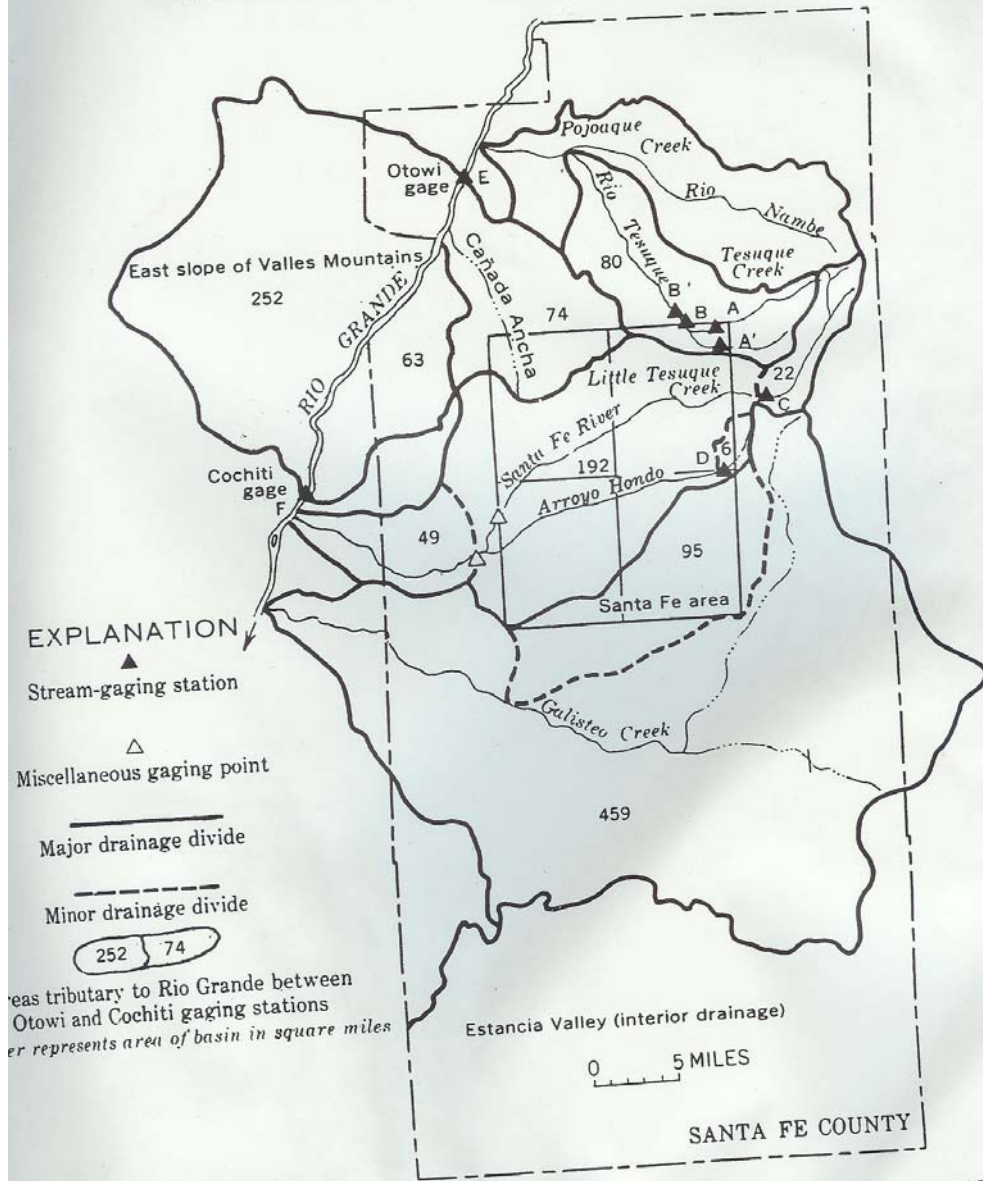 Pojoaque
Creek
Otowi
gage
E
Rio
Nambe
Rio
Tesuque
Tesuque
Creek
Cañada Ancha
East slope of Valles Mountains
252
80
B'
B
A
A'
74
RIO GRANDE
63
Little Tesuque
Creek
22
C
Santa Fe River
192
D
6
Arroyo Hondo
Cochiti
gage
F
49
95
Santa Fe area
EXPLANATION
Stream-gaging station
Miscellaneous gaging point
Major drainage divide
Minor drainage divide
252 74
eas tributary to Rio Grande between
Otowi and Cochiti gaging stations
er represents area of basin in square miles
Galisteo Creek
459
Estancia Valley (interior drainage)
0 5 MILES
SANTA FE COUNTY